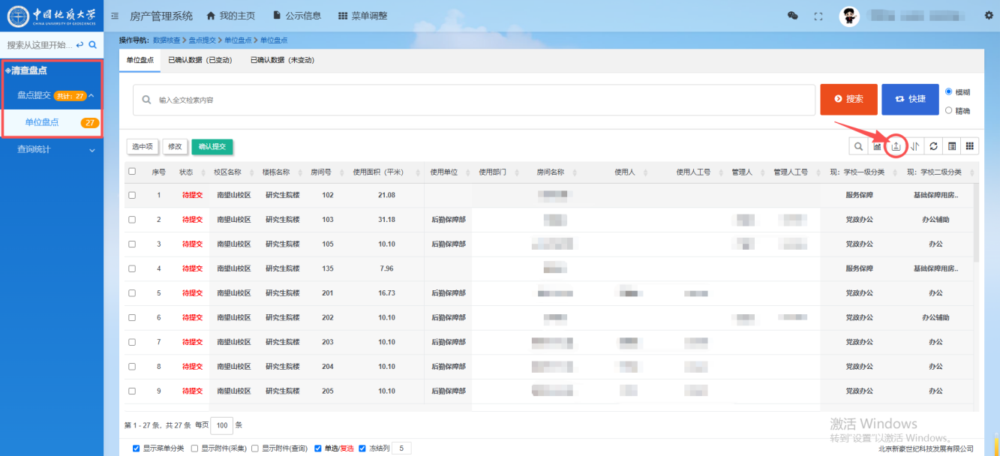 中国地质大学 房产管理系统 我的主页 公示信息 菜单调整
CHINA UNIVERSITY OF GEOSCIENCES
搜索从这里开始...
操作导航: 数据核查 > 盘点提交 > 单位盘点 > 单位盘点
单位盘点 已确认数据（已变动） 已确认数据（未变动）
清查盘点
盘点提交 共计: 27
单位盘点 27
查询统计
输入全文检索内容 搜索 快捷 模糊
精确
选中项 修改 确认提交
序号 状态 校区名称 楼栋名称 房间号 使用面积（平米） 使用单位 使用部门 房间名称 使用人 使用人工号 管理人 管理人工号 现: 学校一级分类 现: 学校二级分类
1 待提交 南望山校区 研究生院楼 102 21.08 服务保障 基础保障用房..
2 待提交 南望山校区 研究生院楼 103 31.18 后勤保障部 党政办公 办公辅助
3 待提交 南望山校区 研究生院楼 105 10.10 后勤保障部 党政办公 办公
4 待提交 南望山校区 研究生院楼 135 7.96 服务保障 基础保障用房..
5 待提交 南望山校区 研究生院楼 201 16.73 后勤保障部 党政办公 办公
6 待提交 南望山校区 研究生院楼 202 10.10 后勤保障部 党政办公 办公辅助
7 待提交 南望山校区 研究生院楼 203 10.10 后勤保障部 党政办公 办公
8 待提交 南望山校区 研究生院楼 204 10.10 后勤保障部 党政办公 办公
9 待提交 南望山校区 研究生院楼 205 10.10 后勤保障部 党政办公 办公
第 1 - 27 条，共 27 条 每页 100 条
激活 Windows
转到"设置"以激活 Windows。
显示菜单分类 显示附件(采集) 显示附件(查询) 单选/复选 冻结列 5
北京新豪世纪科技发展有限公司